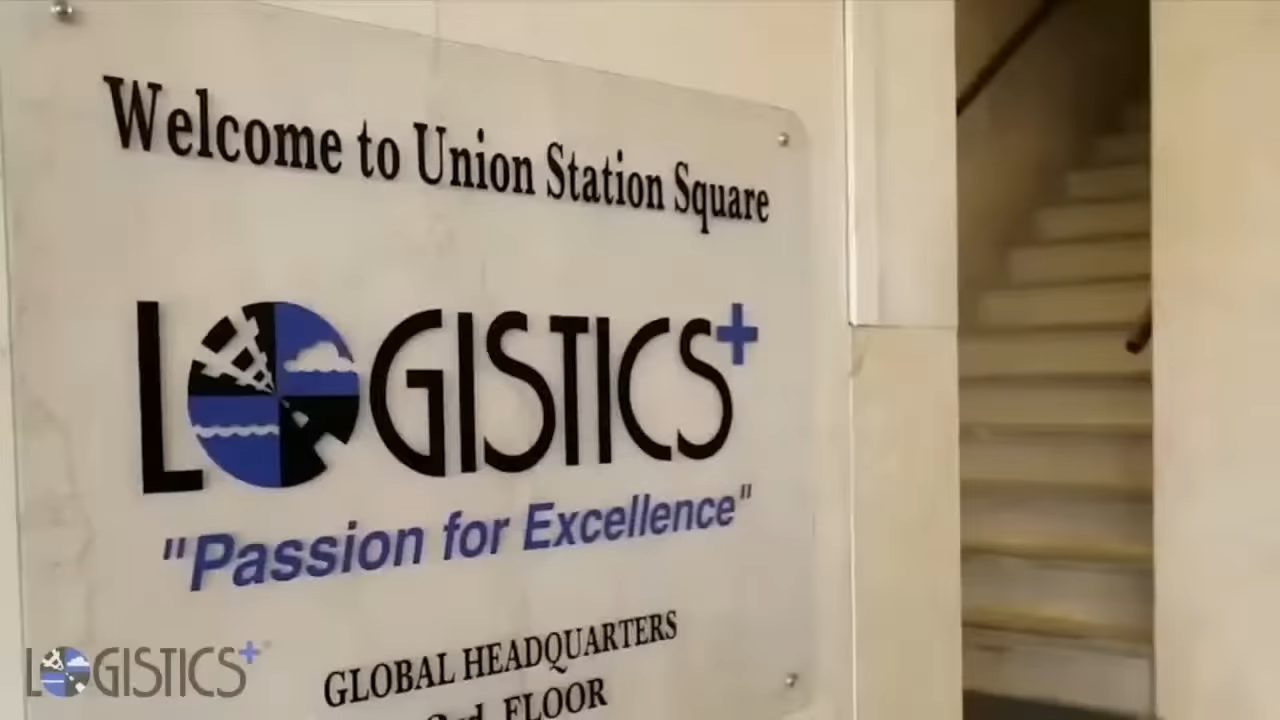 Welcome to Union Station Square
LOGISTICS+
"Passion for Excellence"
GLOBAL HEADQUARTERS
3rd FLOOR
LOGISTICS+